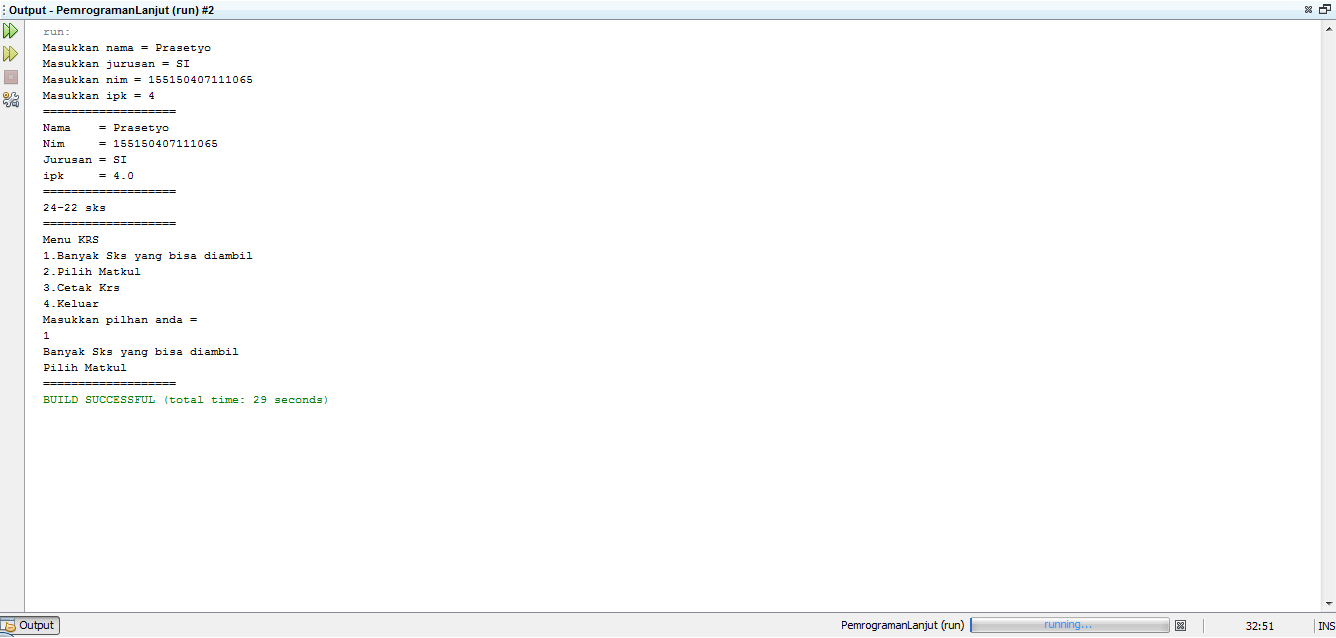 Output - PemrogramanLanjut (run) #2
run:
Masukkan nama = Prasetyo
Masukkan jurusan = SI
Masukkan nim = 155150407111065
Masukkan ipk = 4
===================
Nama    = Prasetyo
Nim     = 155150407111065
Jurusan = SI
ipk     = 4.0
===================
24-22 sks
===================
Menu KRS
1.Banyak Sks yang bisa diambil
2.Pilih Matkul
3.Cetak Krs
4.Keluar
Masukkan pilhan anda =
1
Banyak Sks yang bisa diambil
Pilih Matkul
===================
BUILD SUCCESSFUL (total time: 29 seconds)
Output
PemrogramanLanjut (run)
running...
32:51
INS